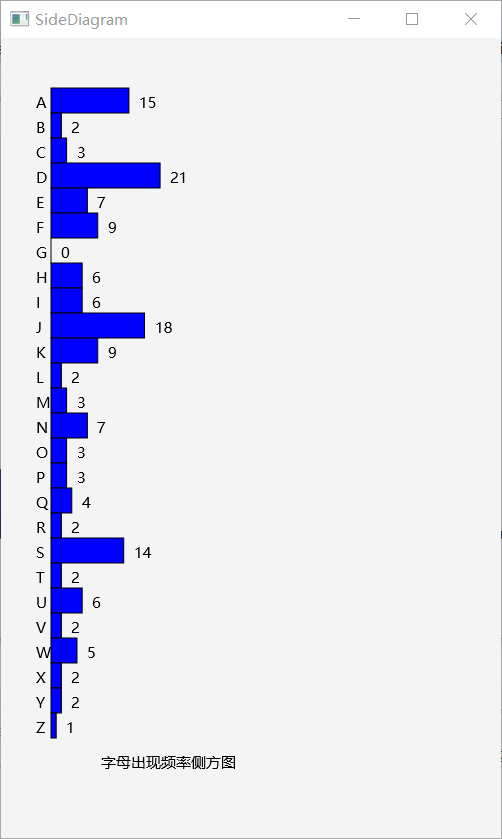 SideDiagram
A 15
B 2
C 3
D 21
E 7
F 9
G 0
H 6
I 6
J 18
K 9
L 2
M 3
N 7
O 3
P 3
Q 4
R 2
S 14
T 2
U 6
V 2
W 5
X 2
Y 2
Z 1
字母出现频率侧方图